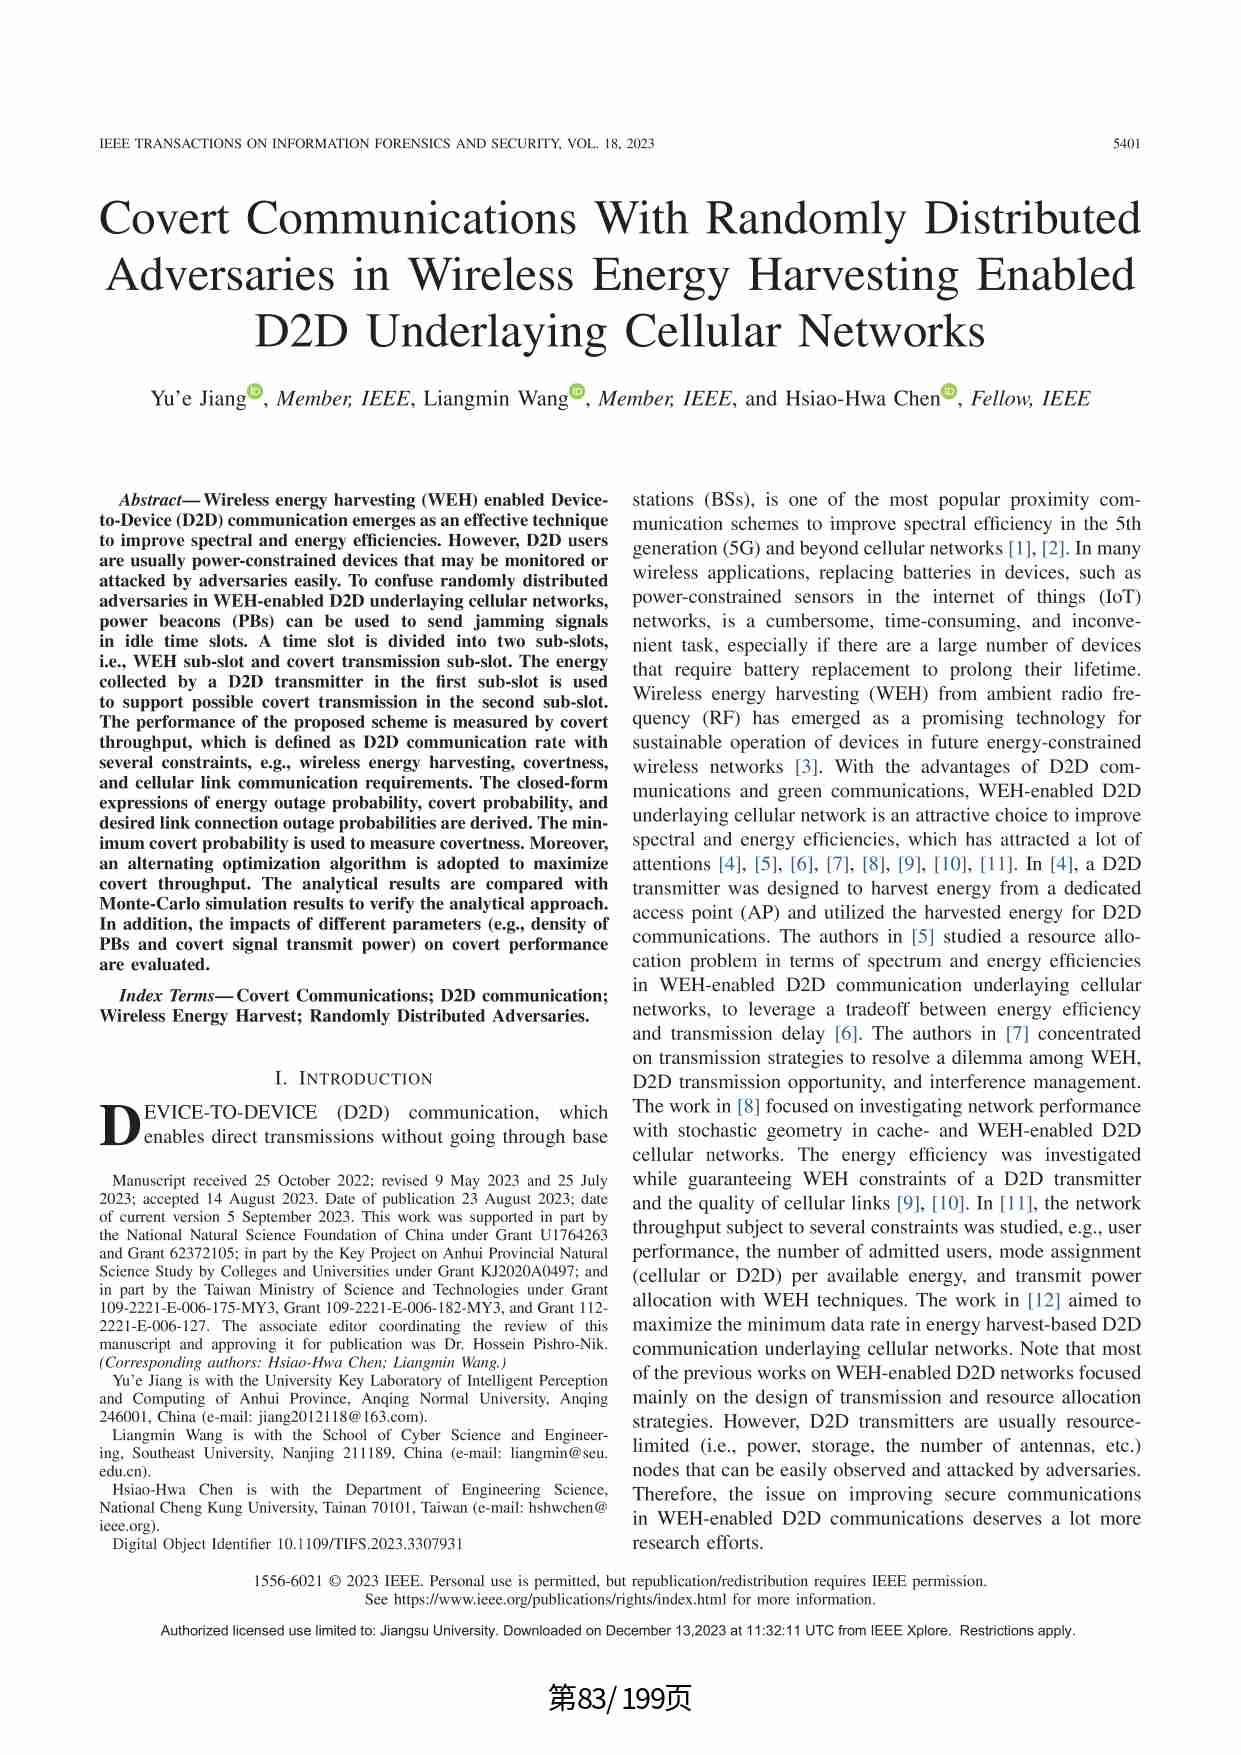 IEEE TRANSACTIONS ON INFORMATION FORENSICS AND SECURITY, VOL. 18, 2023
5401
Covert Communications With Randomly Distributed
Adversaries in Wireless Energy Harvesting Enabled
D2D Underlaying Cellular Networks
Yu'e Jiang, Member, IEEE, Liangmin Wang, Member, IEEE, and Hsiao-Hwa Chen, Fellow, IEEE
Abstract—Wireless energy harvesting (WEH) enabled Device-
to-Device (D2D) communication emerges as an effective technique
to improve spectral and energy efficiencies. However, D2D users
are usually power-constrained devices that may be monitored or
attacked by adversaries easily. To confuse randomly distributed
adversaries in WEH-enabled D2D underlaying cellular networks,
power beacons (PBs) can be used to send jamming signals
in idle time slots. A time slot is divided into two sub-slots,
i.e., WEH sub-slot and covert transmission sub-slot. The energy
collected by a D2D transmitter in the first sub-slot is used
to support possible covert transmission in the second sub-slot.
The performance of the proposed scheme is measured by covert
throughput, which is defined as D2D communication rate with
several constraints, e.g., wireless energy harvesting, covertness,
and cellular link communication requirements. The closed-form
expressions of energy outage probability, covert probability, and
desired link connection outage probabilities are derived. The min-
imum covert probability is used to measure covertness. Moreover,
an alternating optimization algorithm is adopted to maximize
covert throughput. The analytical results are compared with
Monte-Carlo simulation results to verify the analytical approach.
In addition, the impacts of different parameters (e.g., density of
PBs and covert signal transmit power) on covert performance
are evaluated.
Index Terms—Covert Communications; D2D communication;
Wireless Energy Harvest; Randomly Distributed Adversaries.
I. INTRODUCTION
DEVICE-TO-DEVICE (D2D) communication, which
enables direct transmissions without going through base
Manuscript received 25 October 2022; revised 9 May 2023 and 25 July
2023; accepted 14 August 2023. Date of publication 23 August 2023; date
of current version 5 September 2023. This work was supported in part by
the National Natural Science Foundation of China under Grant U1764263
and Grant 62372105; in part by the Key Project on Anhui Provincial Natural
Science Study by Colleges and Universities under Grant KJ2020A0497; and
in part by the Taiwan Ministry of Science and Technologies under Grant
109-2221-E-006-175-MY3, Grant 109-2221-E-006-182-MY3, and Grant 112-
2221-E-006-127. The associate editor coordinating the review of this
manuscript and approving it for publication was Dr. Hossein Pishro-Nik.
(Corresponding authors: Hsiao-Hwa Chen; Liangmin Wang.)
Yu'e Jiang is with the University Key Laboratory of Intelligent Perception
and Computing of Anhui Province, Anqing Normal University, Anqing
246001, China (e-mail: jiang2012118@163.com).
Liangmin Wang is with the School of Cyber Science and Engineer-
ing, Southeast University, Nanjing 211189, China (e-mail: liangmin@seu.
edu.cn).
Hsiao-Hwa Chen is with the Department of Engineering Science,
National Cheng Kung University, Tainan 70101, Taiwan (e-mail: hshwchen@
ieee.org).
Digital Object Identifier 10.1109/TIFS.2023.3307931
stations (BSs), is one of the most popular proximity com-
munication schemes to improve spectral efficiency in the 5th
generation (5G) and beyond cellular networks [1], [2]. In many
wireless applications, replacing batteries in devices, such as
power-constrained sensors in the internet of things (IoT)
networks, is a cumbersome, time-consuming, and inconve-
nient task, especially if there are a large number of devices
that require battery replacement to prolong their lifetime.
Wireless energy harvesting (WEH) from ambient radio fre-
quency (RF) has emerged as a promising technology for
sustainable operation of devices in future energy-constrained
wireless networks [3]. With the advantages of D2D com-
munications and green communications, WEH-enabled D2D
underlaying cellular network is an attractive choice to improve
spectral and energy efficiencies, which has attracted a lot of
attentions [4], [5], [6], [7], [8], [9], [10], [11]. In [4], a D2D
transmitter was designed to harvest energy from a dedicated
access point (AP) and utilized the harvested energy for D2D
communications. The authors in [5] studied a resource allo-
cation problem in terms of spectrum and energy efficiencies
in WEH-enabled D2D communication underlaying cellular
networks, to leverage a tradeoff between energy efficiency
and transmission delay [6]. The authors in [7] concentrated
on transmission strategies to resolve a dilemma among WEH,
D2D transmission opportunity, and interference management.
The work in [8] focused on investigating network performance
with stochastic geometry in cache- and WEH-enabled D2D
cellular networks. The energy efficiency was investigated
while guaranteeing WEH constraints of a D2D transmitter
and the quality of cellular links [9], [10]. In [11], the network
throughput subject to several constraints was studied, e.g., user
performance, the number of admitted users, mode assignment
(cellular or D2D) per available energy, and transmit power
allocation with WEH techniques. The work in [12] aimed to
maximize the minimum data rate in energy harvest-based D2D
communication underlaying cellular networks. Note that most
of the previous works on WEH-enabled D2D networks focused
mainly on the design of transmission and resource allocation
strategies. However, D2D transmitters are usually resource-
limited (i.e., power, storage, the number of antennas, etc.)
nodes that can be easily observed and attacked by adversaries.
Therefore, the issue on improving secure communications
in WEH-enabled D2D communications deserves a lot more
research efforts.
1556-6021 © 2023 IEEE. Personal use is permitted, but republication/redistribution requires IEEE permission.
See https://www.ieee.org/publications/rights/index.html for more information.
Authorized licensed use limited to: Jiangsu University. Downloaded on December 13,2023 at 11:32:11 UTC from IEEE Xplore. Restrictions apply.
第83/199页